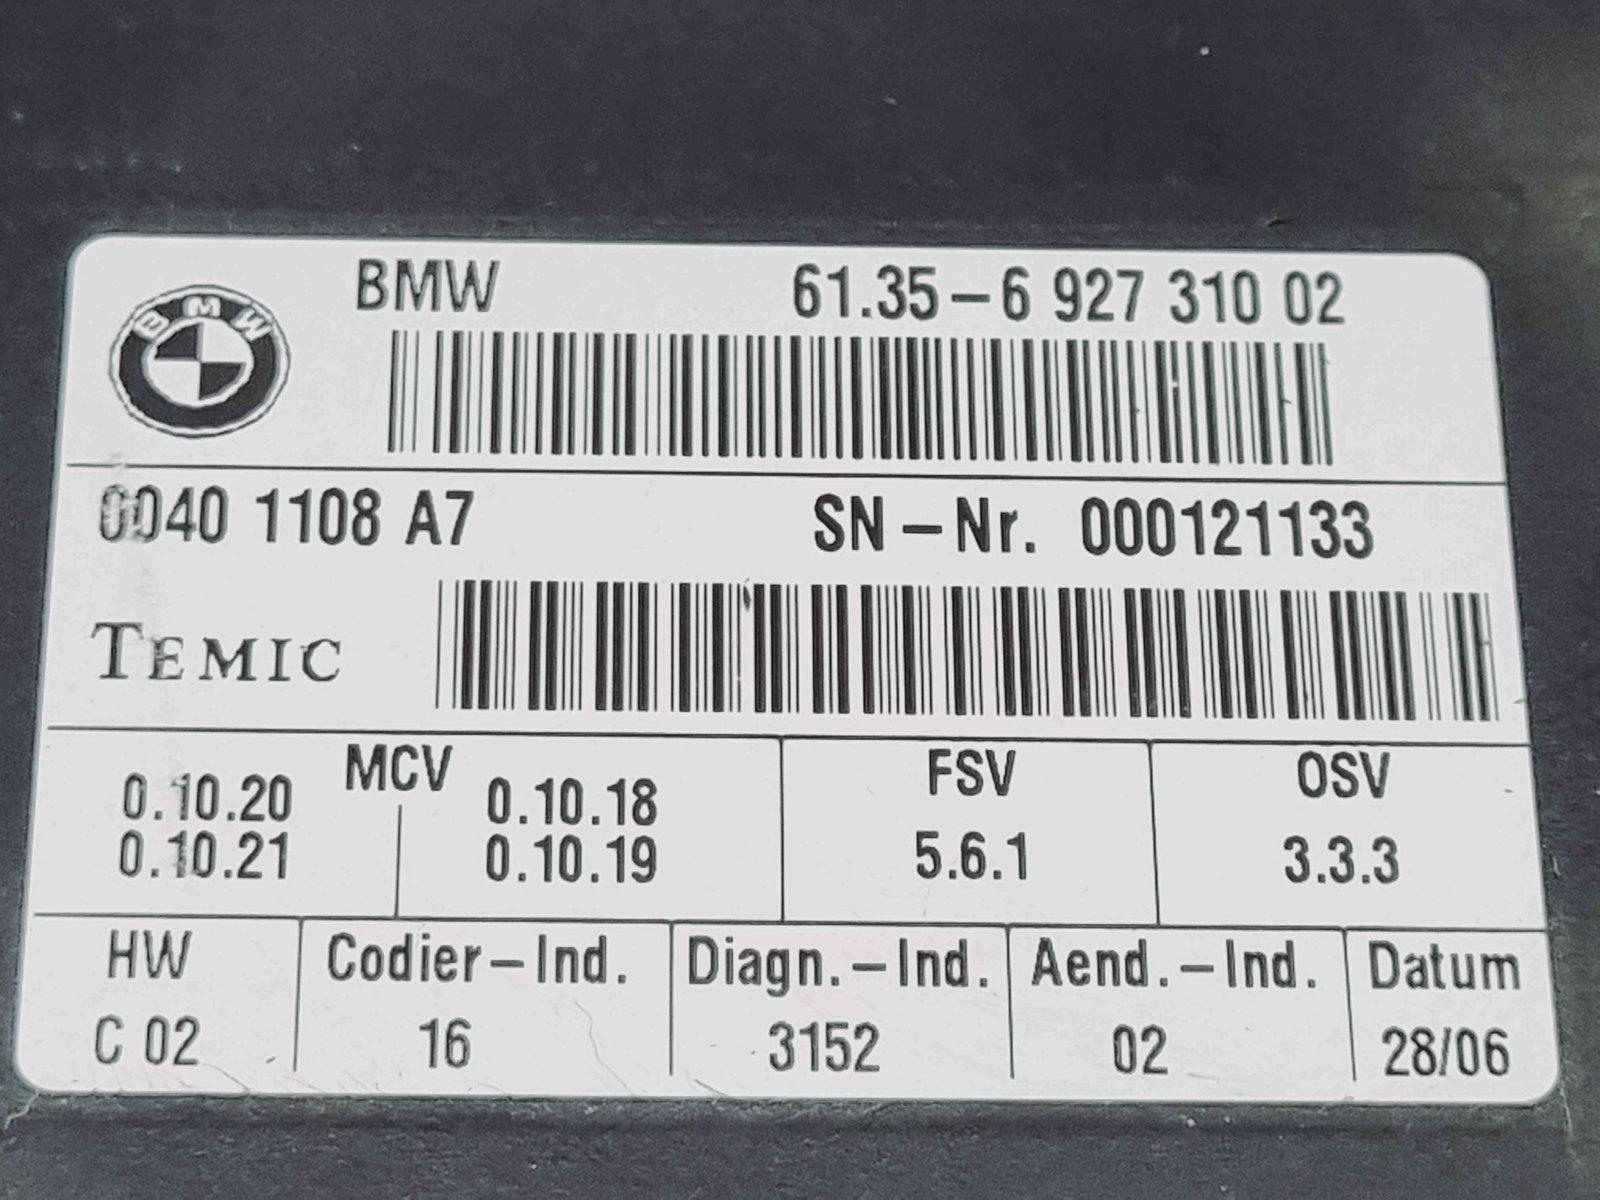 BMW
BMW 61.35-6 927 310 02
0040 1108 A7 SN-Nr. 000121133
TEMIC
MCV FSV OSV
0.10.20 0.10.18
0.10.21 0.10.19 5.6.1 3.3.3
HW Codier-Ind. Diagn.-Ind. Aend.-Ind. Datum
C 02 16 3152 02 28/06